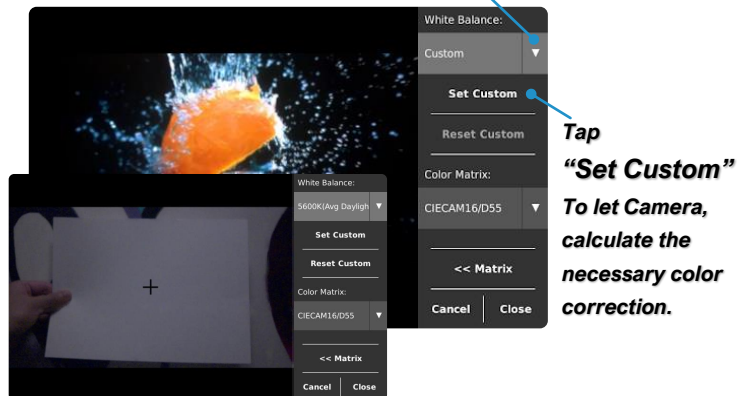 White Balance:
Custom
Set Custom
Reset Custom
Color Matrix:
CIECAM16/D55
<< Matrix
Cancel Close
Tap
“Set Custom”
To let Camera,
calculate the
necessary color
correction.
White Balance:
5600K(Avg Dayligh
Set Custom
Reset Custom
Color Matrix:
CIECAM16/D55
<< Matrix
Cancel Close